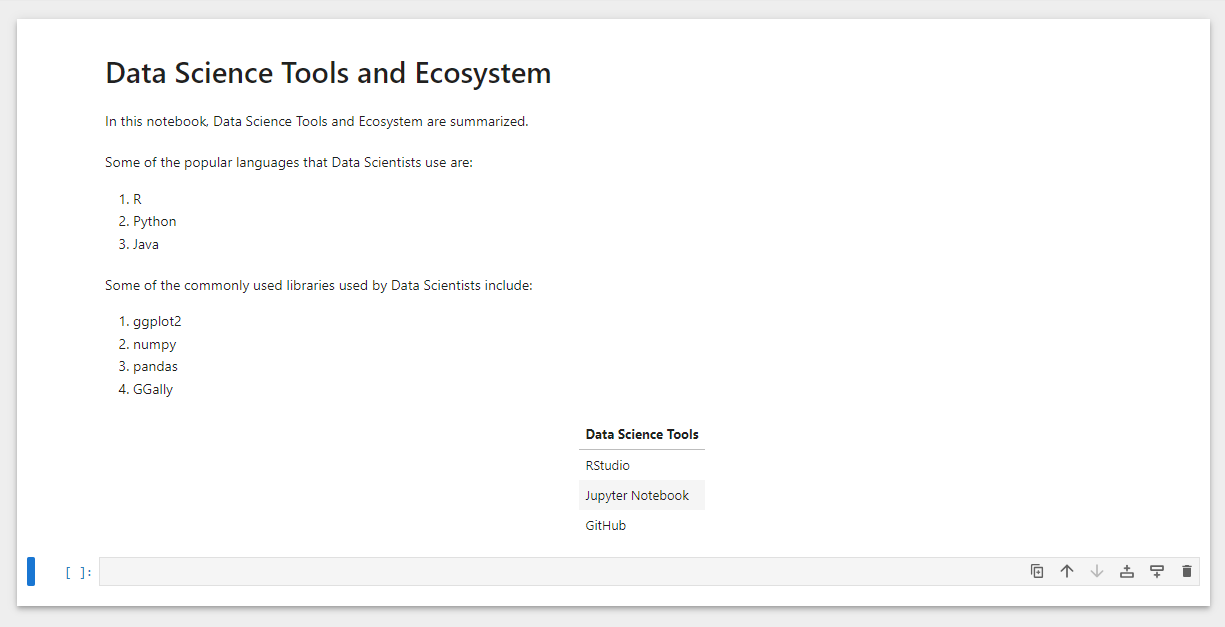 Data Science Tools and Ecosystem
In this notebook, Data Science Tools and Ecosystem are summarized.
Some of the popular languages that Data Scientists use are:
1. R
2. Python
3. Java
Some of the commonly used libraries used by Data Scientists include:
1. ggplot2
2. numpy
3. pandas
4. GGally
Data Science Tools
RStudio
Jupyter Notebook
GitHub
[ ]: